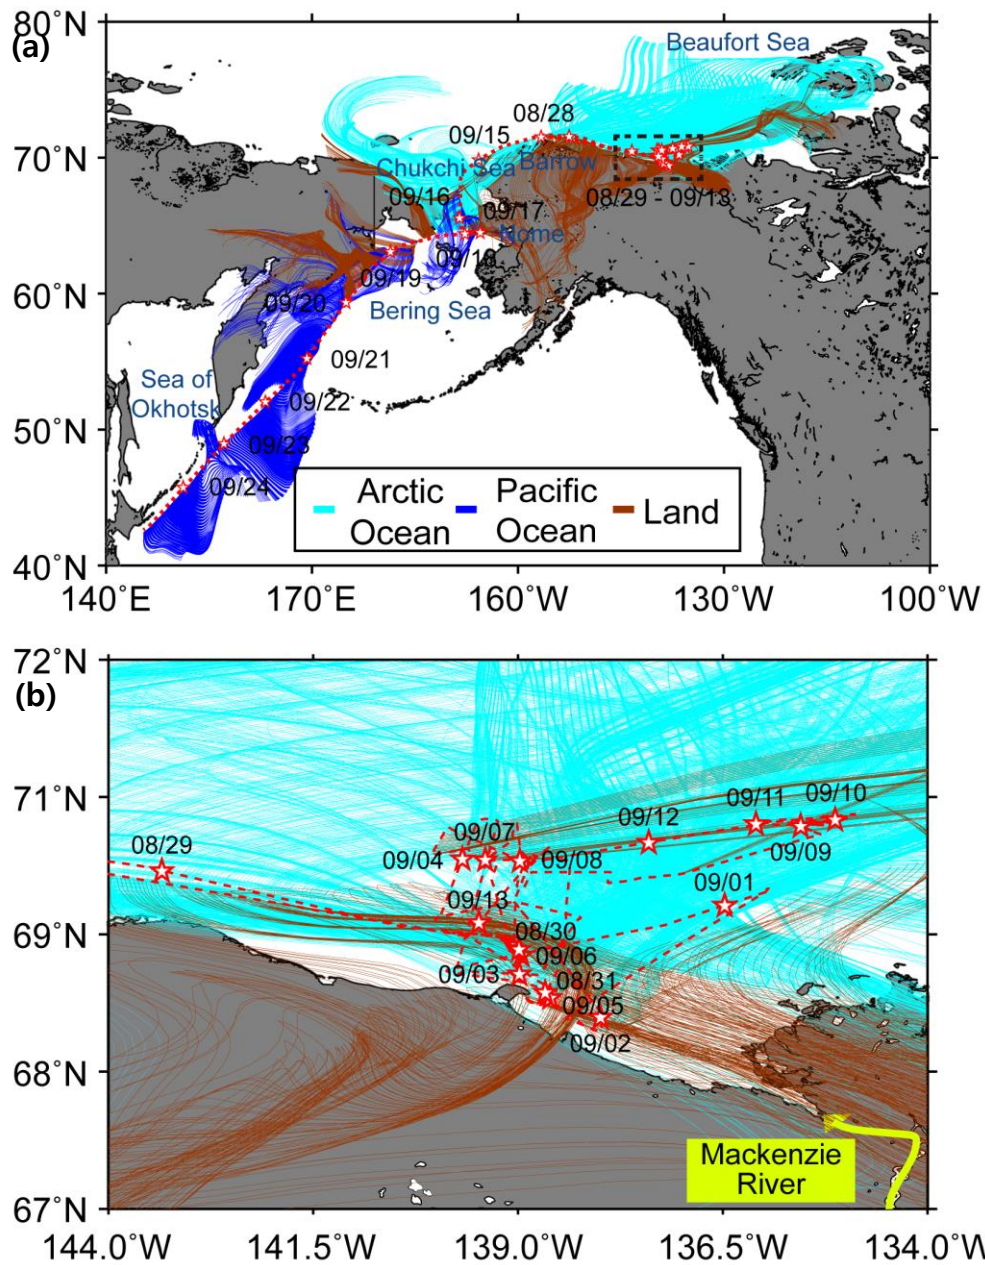 80°N
(a)
Beaufort Sea
08/28
09/15
70°N
Chukchi Sea
Barrow
09/16
08/29 - 09/13
09/17
Nome
09/18
09/19
60°N
09/20
Bering Sea
09/21
Sea of
Okhotsk
09/22
50°N
09/23
09/24
Arctic
Ocean
Pacific
Ocean
Land
40°N
140°E
170°E
160°W
130°W
100°W
72°N
(b)
71°N
09/10
09/11
09/12
09/07
08/29
09/04
09/08
09/09
09/01
09/13
69°N
08/30
09/06
09/03
08/31
09/05
09/02
68°N
Mackenzie
River
67°N
144.0°W
141.5°W
139.0°W
136.5°W
134.0°W